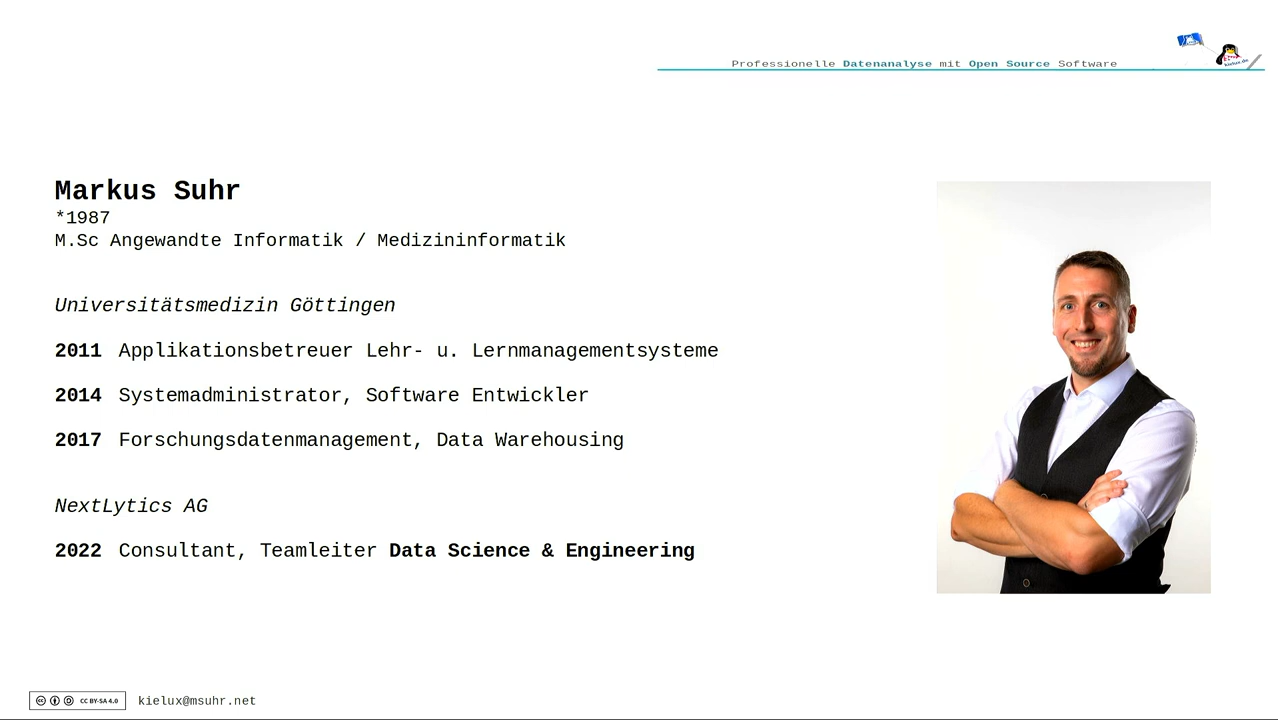 Professionelle Datenanalyse mit Open Source Software
kielux.de
Markus Suhr
*1987
M.Sc Angewandte Informatik / Medizininformatik
Universitätsmedizin Göttingen
2011 Applikationsbetreuer Lehr- u. Lernmanagementsysteme
2014 Systemadministrator, Software Entwickler
2017 Forschungsdatenmanagement, Data Warehousing
NextLytics AG
2022 Consultant, Teamleiter Data Science & Engineering
CC BY-SA 4.0 kielux@msuhr.net